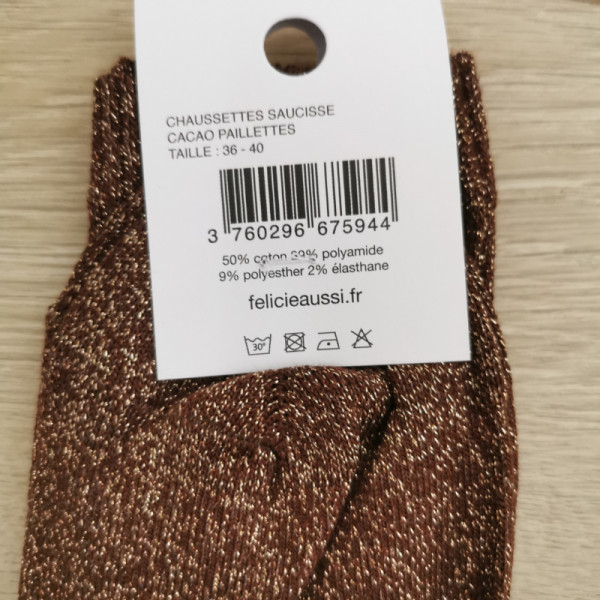 CHAUSSETTES SAUCISSE
CACAO PAILLETTES
TAILLE : 36 - 40
3 760296 675944
50% coton 39% polyamide
9% polyesther 2% élasthane
felicieaussi.fr
30°